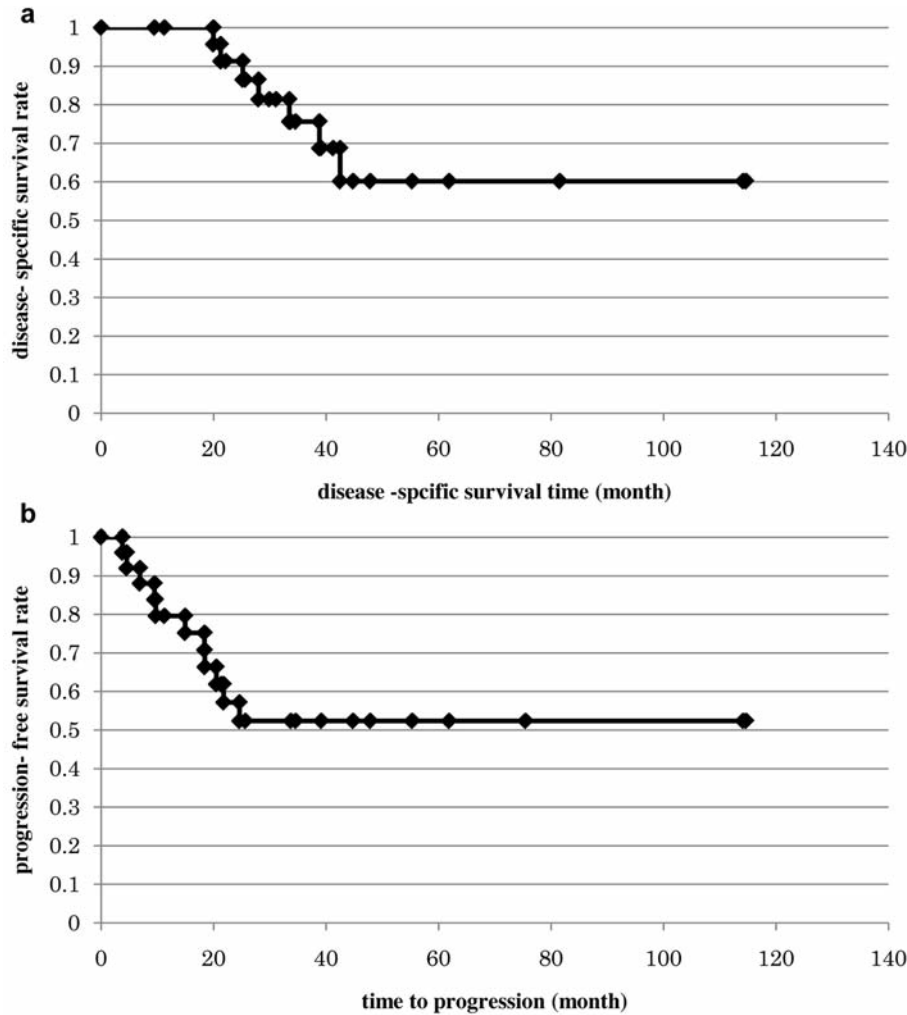 a
1
0.9
0.8
0.7
0.6
0.5
0.4
0.3
0.2
0.1
0
disease- specific survival rate
0 20 40 60 80 100 120 140
disease -spcific survival time (month)
b
1
0.9
0.8
0.7
0.6
0.5
0.4
0.3
0.2
0.1
0
progression- free survival rate
0 20 40 60 80 100 120 140
time to progression (month)